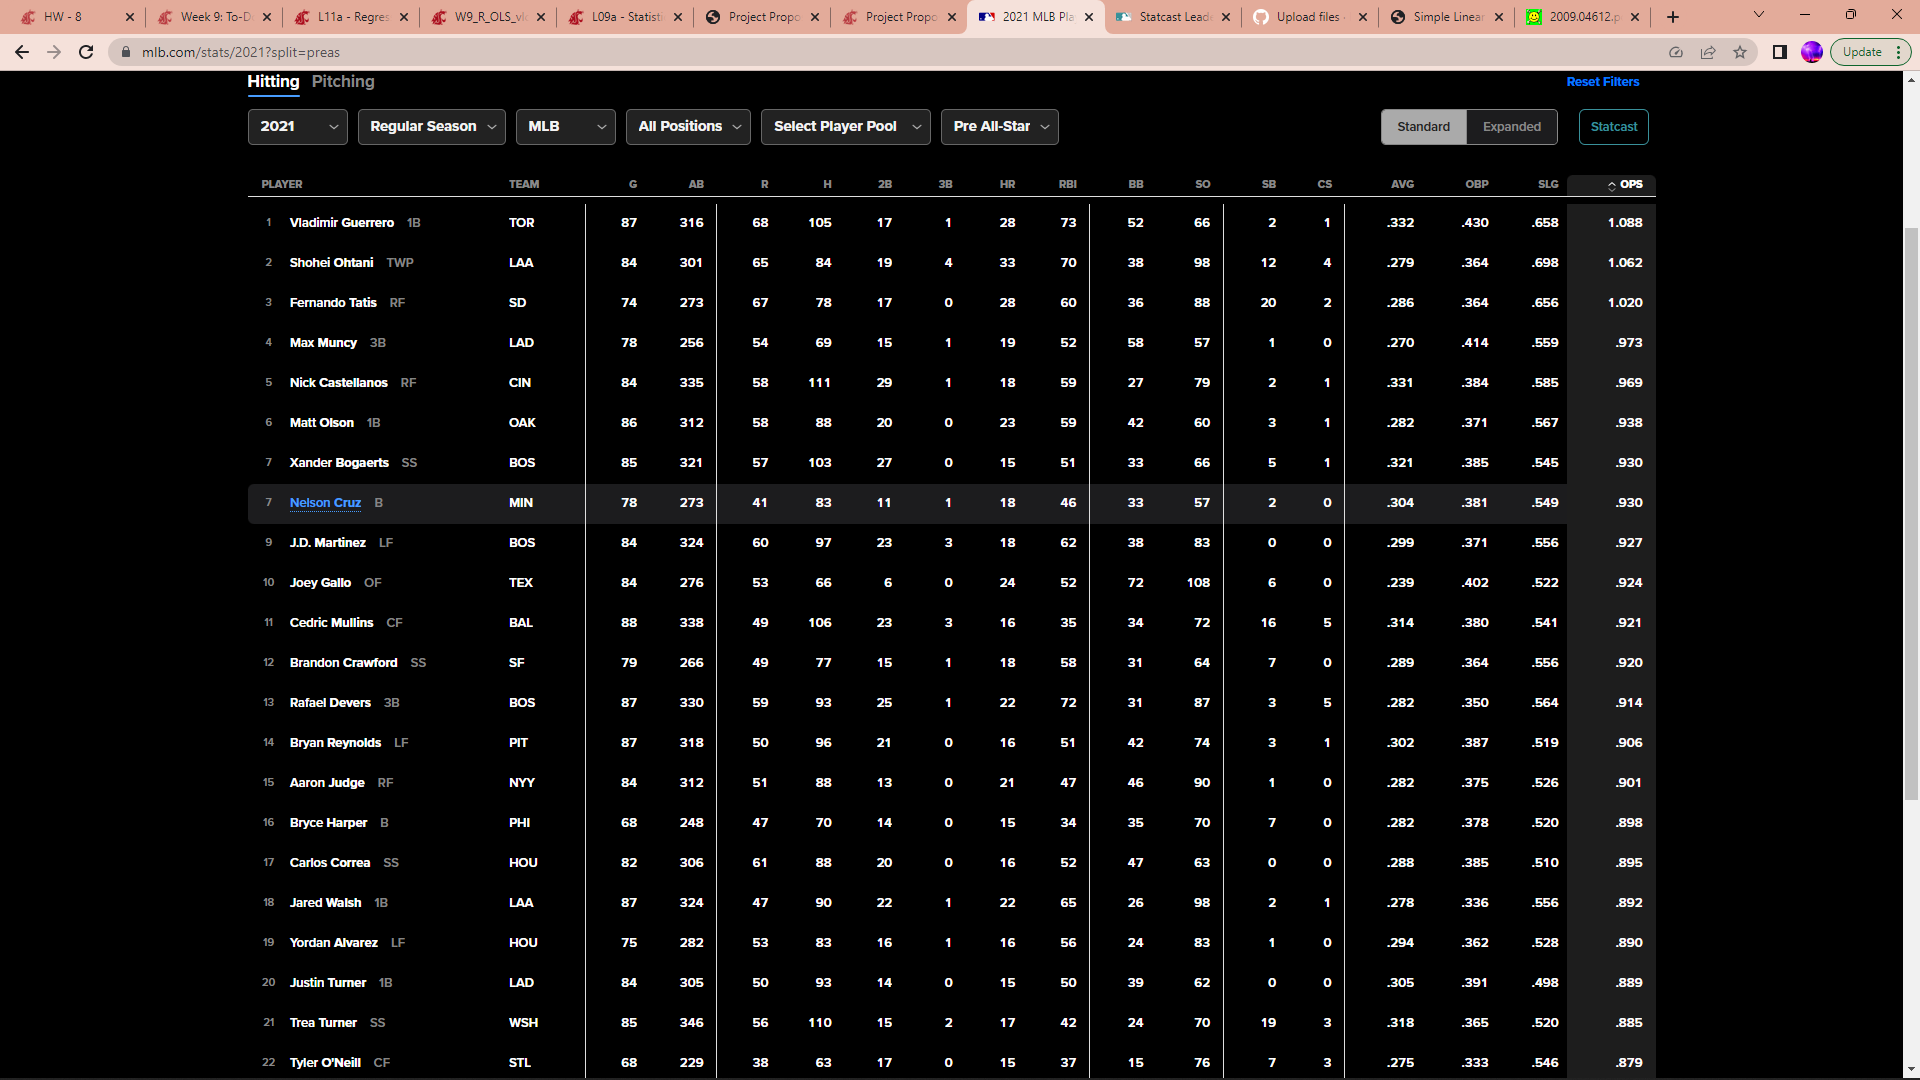 HW - 8
Week 9: To-D
L11a - Regres
W9_R_OLS_vi
L09a - Statist
Project Propo
Project Propo
2021 MLB Pla
Statcast Lead
Upload files
Simple Linear
2009.04612.p
mlb.com/stats/2021?split=preas
Update
Hitting Pitching
Reset Filters
2021 Regular Season MLB All Positions Select Player Pool Pre All-Star Standard Expanded Statcast
PLAYER TEAM G AB R H 2B 3B HR RBI BB SO SB CS AVG OBP SLG OPS
1 Vladimir Guerrero 1B TOR 87 316 68 105 17 1 28 73 52 66 2 1 .332 .430 .658 1.088
2 Shohei Ohtani TWP LAA 84 301 65 84 19 4 33 70 38 98 12 4 .279 .364 .698 1.062
3 Fernando Tatis RF SD 74 273 67 78 17 0 28 60 36 88 20 2 .286 .364 .656 1.020
4 Max Muncy 3B LAD 78 256 54 69 15 1 19 52 58 57 1 0 .270 .414 .559 .973
5 Nick Castellanos RF CIN 84 335 58 111 29 1 18 59 27 79 2 1 .331 .384 .585 .969
6 Matt Olson 1B OAK 86 312 58 88 20 0 23 59 42 60 3 1 .282 .371 .567 .938
7 Xander Bogaerts SS BOS 85 321 57 103 27 0 15 51 33 66 5 1 .321 .385 .545 .930
7 Nelson Cruz B MIN 78 273 41 83 11 1 18 46 33 57 2 0 .304 .381 .549 .930
9 J.D. Martinez LF BOS 84 324 60 97 23 3 18 62 38 83 0 0 .299 .371 .556 .927
10 Joey Gallo OF TEX 84 276 53 66 6 0 24 52 72 108 6 0 .239 .402 .522 .924
11 Cedric Mullins CF BAL 88 338 49 106 23 3 16 35 34 72 16 5 .314 .380 .541 .921
12 Brandon Crawford SS SF 79 266 49 77 15 1 18 58 31 64 7 0 .289 .364 .556 .920
13 Rafael Devers 3B BOS 87 330 59 93 25 1 22 72 31 87 3 5 .282 .350 .564 .914
14 Bryan Reynolds LF PIT 87 318 50 96 21 0 16 51 42 74 3 1 .302 .387 .519 .906
15 Aaron Judge RF NYY 84 312 51 88 13 0 21 47 46 90 1 0 .282 .375 .526 .901
16 Bryce Harper B PHI 68 248 47 70 14 0 15 34 35 70 7 0 .282 .378 .520 .898
17 Carlos Correa SS HOU 82 306 61 88 20 0 16 52 47 63 0 0 .288 .385 .510 .895
18 Jared Walsh 1B LAA 87 324 47 90 22 1 22 65 26 98 2 1 .278 .336 .556 .892
19 Yordan Alvarez LF HOU 75 282 53 83 16 1 16 56 24 83 1 0 .294 .362 .528 .890
20 Justin Turner 1B LAD 84 305 50 93 14 0 15 50 39 62 0 0 .305 .391 .498 .889
21 Trea Turner SS WSH 85 346 56 110 15 2 17 42 24 70 19 3 .318 .365 .520 .885
22 Tyler O'Neill CF STL 68 229 38 63 17 0 15 37 15 76 7 3 .275 .333 .546 .879